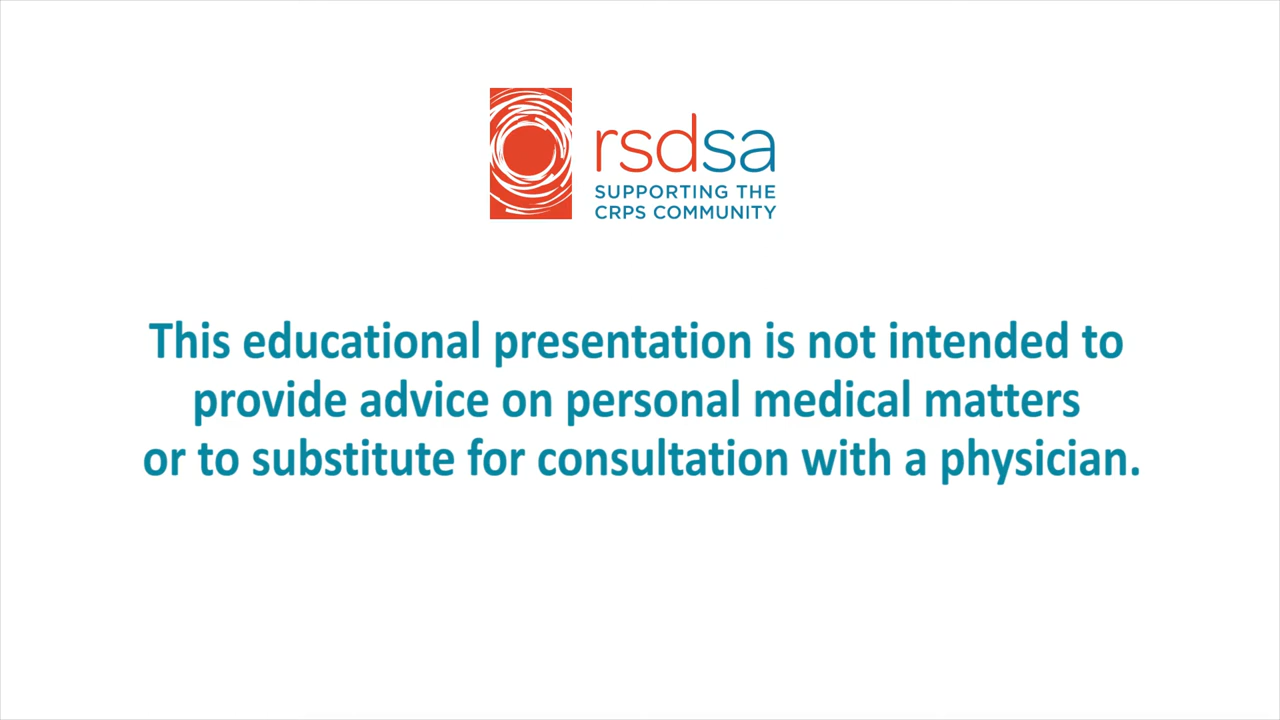 rsdsa
SUPPORTING THE
CRPS COMMUNITY
This educational presentation is not intended to
provide advice on personal medical matters
or to substitute for consultation with a physician.